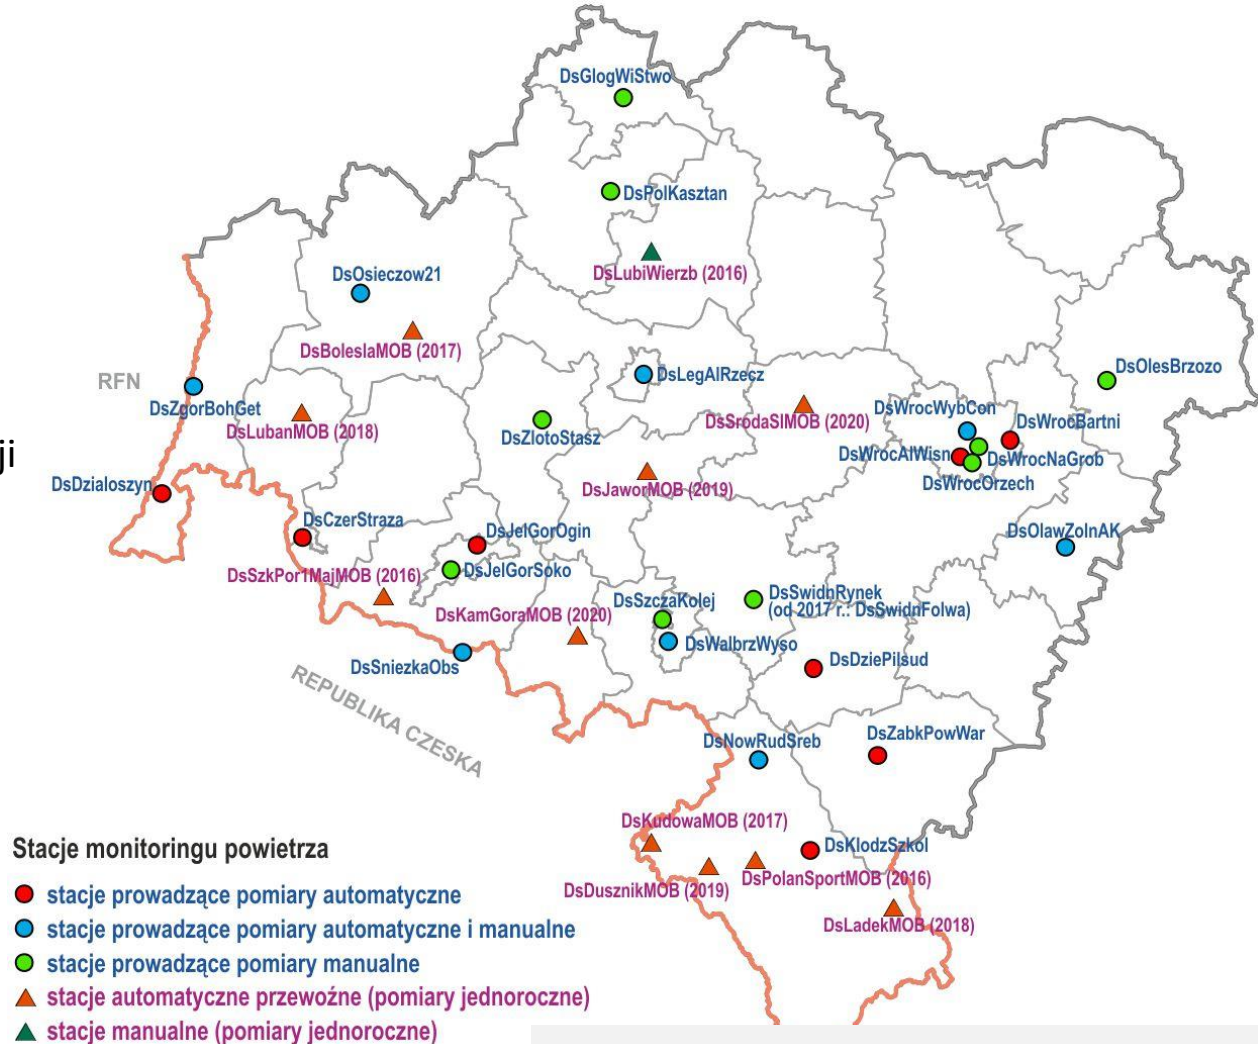 DsGlogWiStwo
DsPolKasztan
DsLubiWierzb (2016)
DsOsieczow21
DsBoleslaMOB (2017)
RFN
DsZgorBohGet
DsLubanMOB (2018)
DsLegAlRzecz
DsZlotoStasz
DsSrodaSlMOB (2020)
DsOlesBrzozo
DsWrocWybCon
DsWrocBartni
DsWrocAlWisn
DsWrocNaGrob
DsWrocOrzech
ji
DsDzialoszyn
DsJaworMOB (2019)
DsCzerStraza
DsJelGorOgin
DsOlawZolnAK
DsSzkPor1MajMOB (2016)
DsJelGorSoko
DsKamGoraMOB (2020)
DsSzczaKolej
DsSwidnRynek
(od 2017 r.: DsSwidnFolwa)
DsWalbrzWyso
DsSniezkaObs
DsDziePilsud
REPUBLIKA CZESKA
DsNowRudSreb
DsZabkPowWar
DsKudowaMOB (2017)
DsKlodzSzkol
DsDusznikMOB (2019)
DsPolanSportMOB (2016)
DsLadekMOB (2018)
Stacje monitoringu powietrza
stacje prowadzące pomiary automatyczne
stacje prowadzące pomiary automatyczne i manualne
stacje prowadzące pomiary manualne
stacje automatyczne przewoźne (pomiary jednoroczne)
stacje manualne (pomiary jednoroczne)